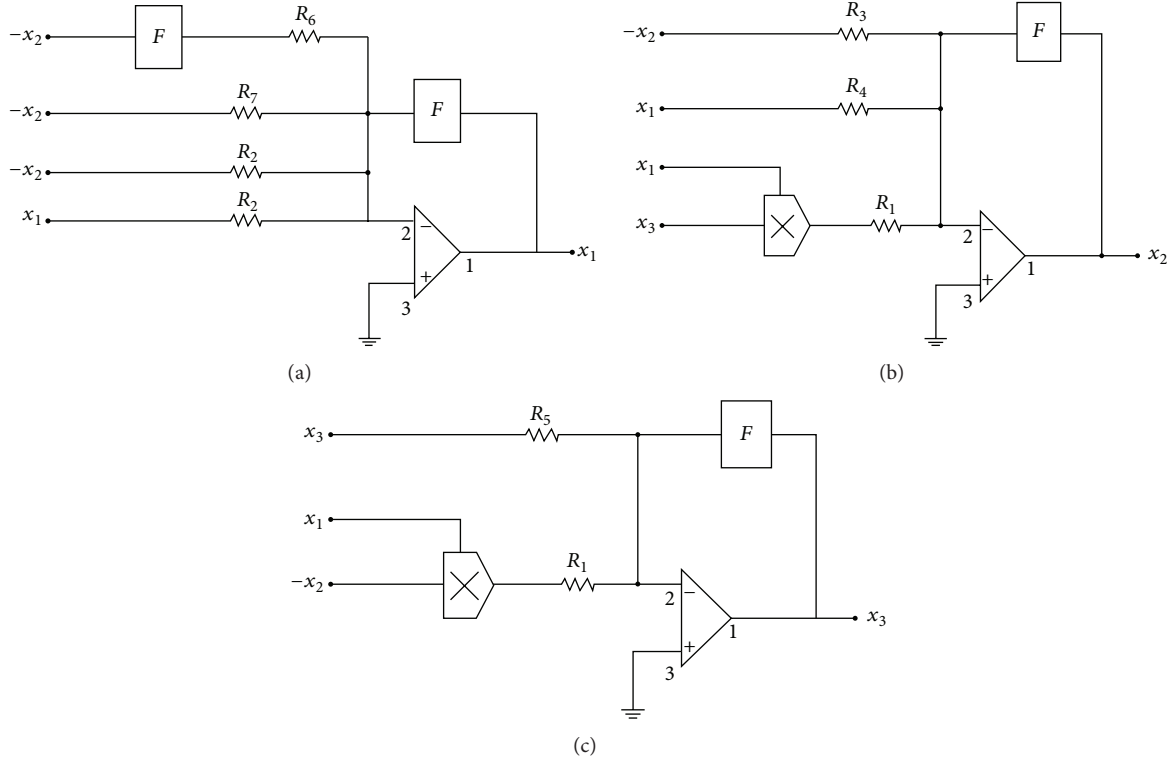 −x2 F R6
−x2 R7 F
−x2 R2
x1 R2
2 −
1 x1
+
3
(a)
−x2 R3 F
x1 R4
x1
x3 R1
2 −
1 x2
+
3
(b)
x3 R5 F
x1
−x2 R1
2 −
1 x3
+
3
(c)